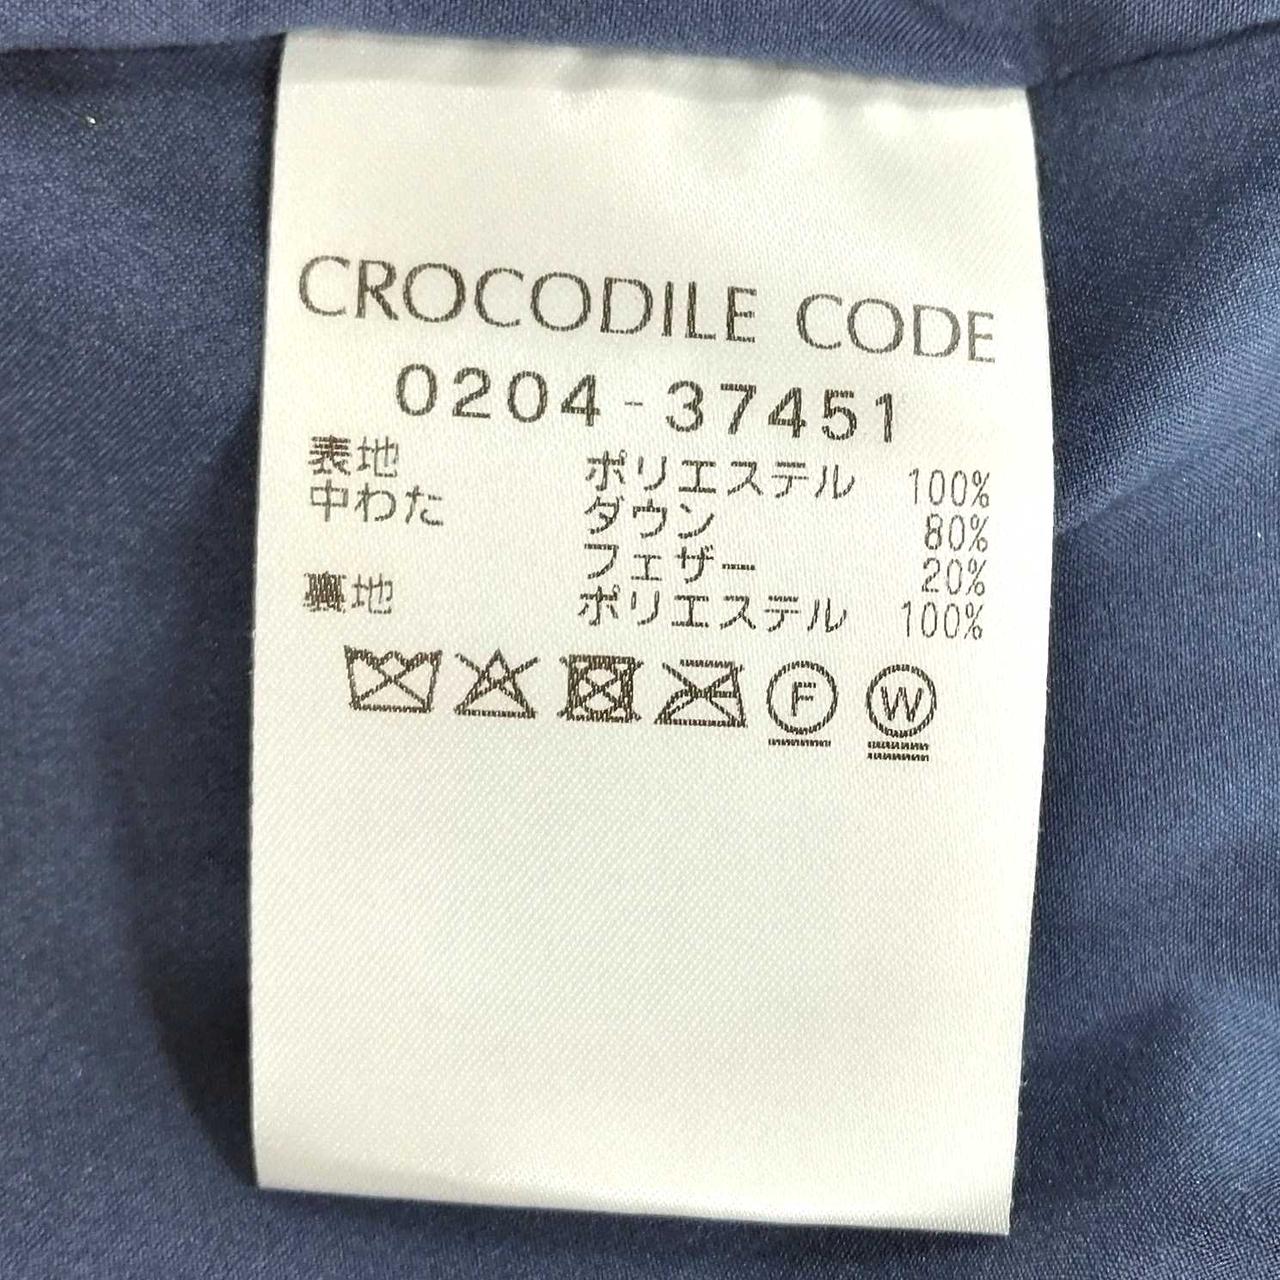 CROCODILE CODE
0204-37451
表地 ポリエステル 100%
中わた ダウン 80%
フェザー 20%
裏地 ポリエステル 100%
F W